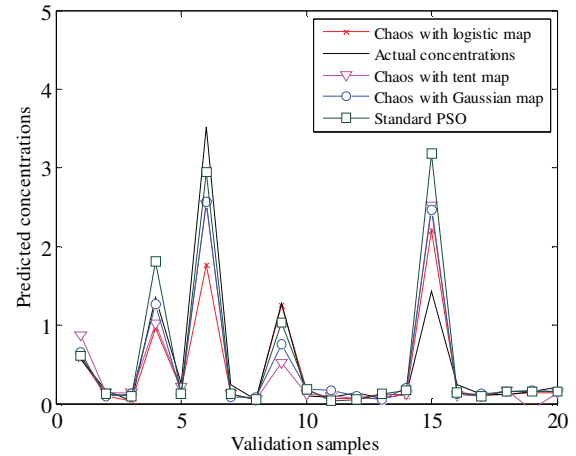 5
4
3
2
1
0
Predicted concentrations
Chaos with logistic map
Actual concentrations
Chaos with tent map
Chaos with Gaussian map
Standard PSO
0 5 10 15 20
Validation samples